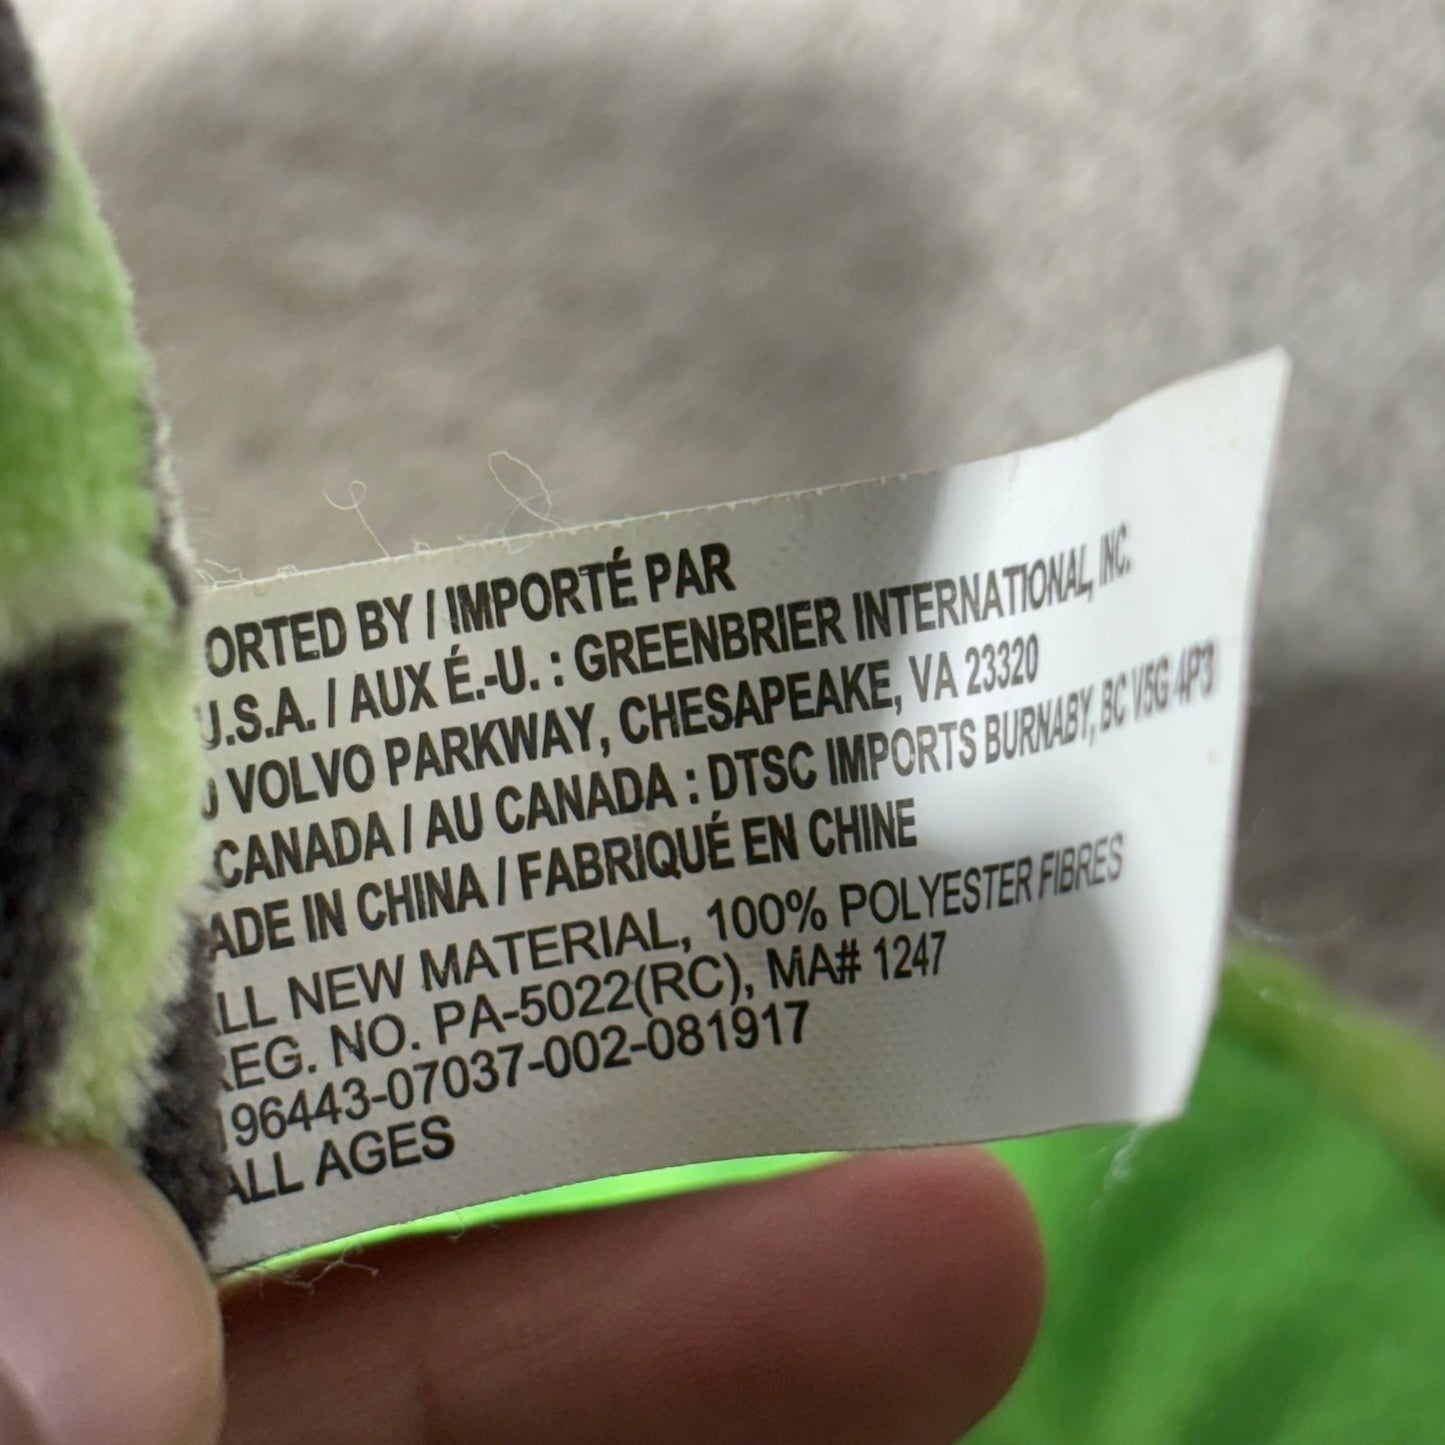 ORTED BY / IMPORTÉ PAR
U.S.A. / AUX É.-U. : GREENBRIER INTERNATIONAL, INC.
VOLVO PARKWAY, CHESAPEAKE, VA 23320
CANADA / AU CANADA : DTSC IMPORTS BURNABY, BC V5G 4P3
ADE IN CHINA / FABRIQUÉ EN CHINE
LL NEW MATERIAL, 100% POLYESTER FIBRES
REG. NO. PA-5022(RC), MA# 1247
196443-07037-002-081917
ALL AGES